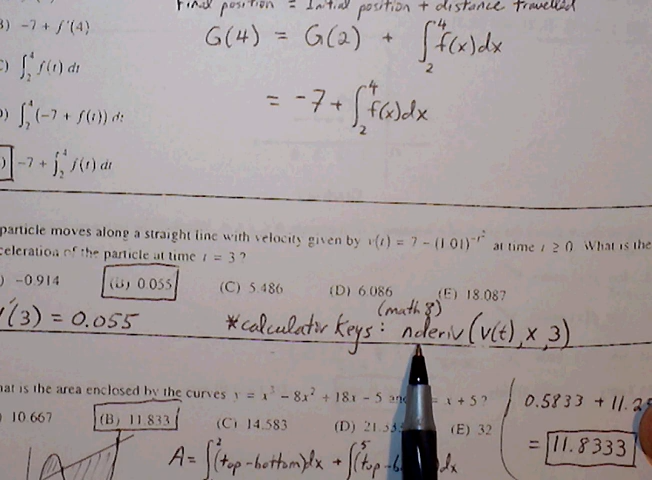 Final position = Initial position + distance travelled
B) -7 + f'(4)
G(4) = G(2) + ∫₂⁴ f(x)dx
C) ∫₂⁴ f(t) dt
= -7 + ∫₂⁴ f(x)dx
D) ∫₂⁴ (-7 + f(t)) dt
) -7 + ∫₂⁴ f(t) dt
particle moves along a straight line with velocity given by v(t) = 7 - (1.01)^(-t²) at time t ≥ 0. What is the
celeration of the particle at time t = 3?
) -0.914 (B) 0.055 (C) 5.486 (D) 6.086 (E) 18.087
(math 8)
v'(3) = 0.055 *calculator keys: nderiv(v(t), x, 3)
hat is the area enclosed by the curves y = x³ - 8x² + 18x - 5 and = x + 5?
) 10.667 (B) 11.833 (C) 14.583 (D) (E) 32
0.5833 + 11.25
= 11.8333
A = ∫ ² (top-bottom)dx + ∫ ⁵ (top-b dx